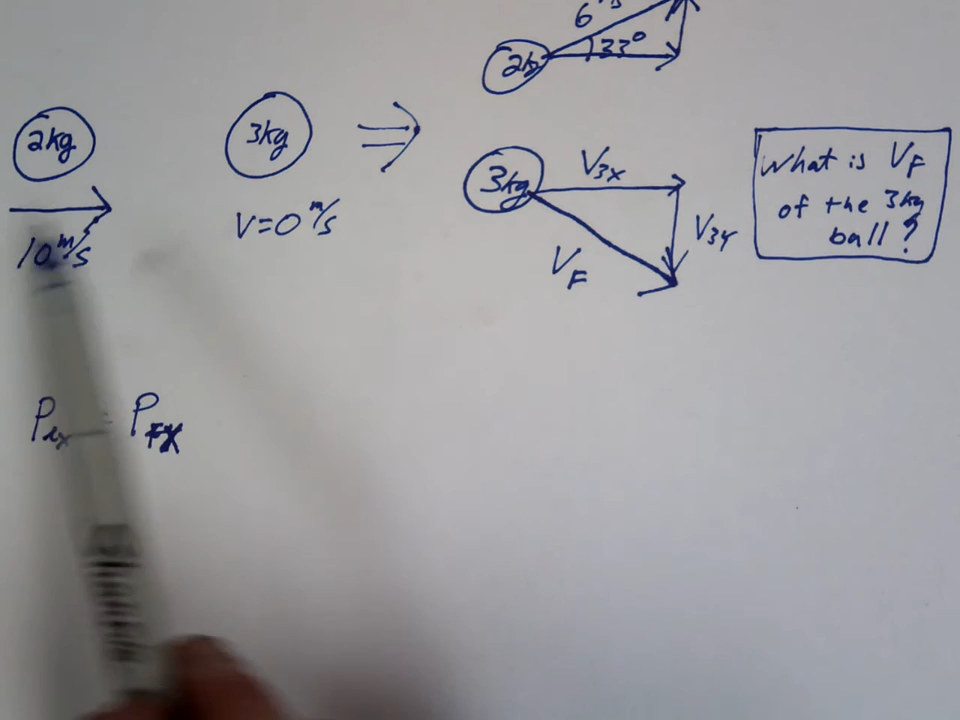 6 m/s
2kg
33°
2kg
3kg
⇒
3kg
V3x
V3y
VF
10 m/s
V=0 m/s
What is VF
of the 3kg
ball?
Pix = PFx